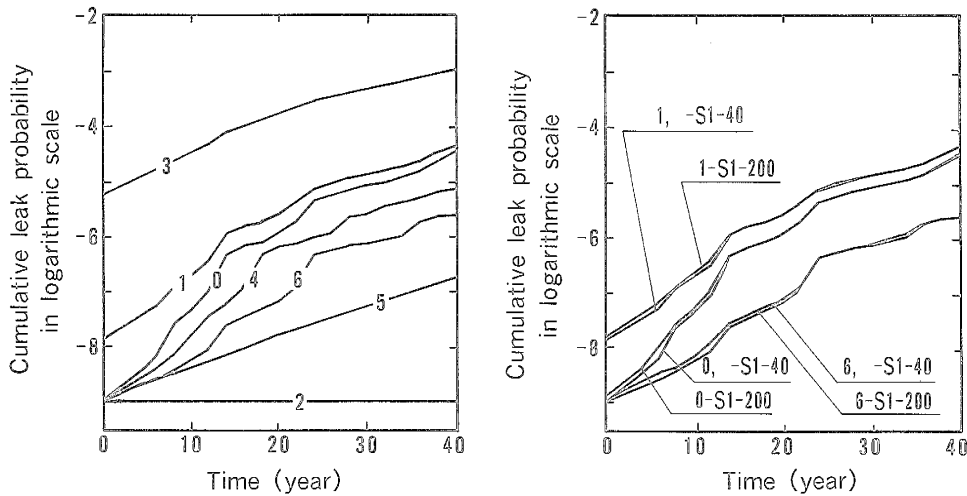 Cumulative leak probability
in logarithmic scale
-2
-4
-6
-8
0
10
20
30
40
Time (year)
3
1
0
4
6
5
2
Cumulative leak probability
in logarithmic scale
-2
-4
-6
-8
0
10
20
30
40
Time (year)
1, -S1-40
1-S1-200
0, -S1-40
0-S1-200
6, -S1-40
6-S1-200